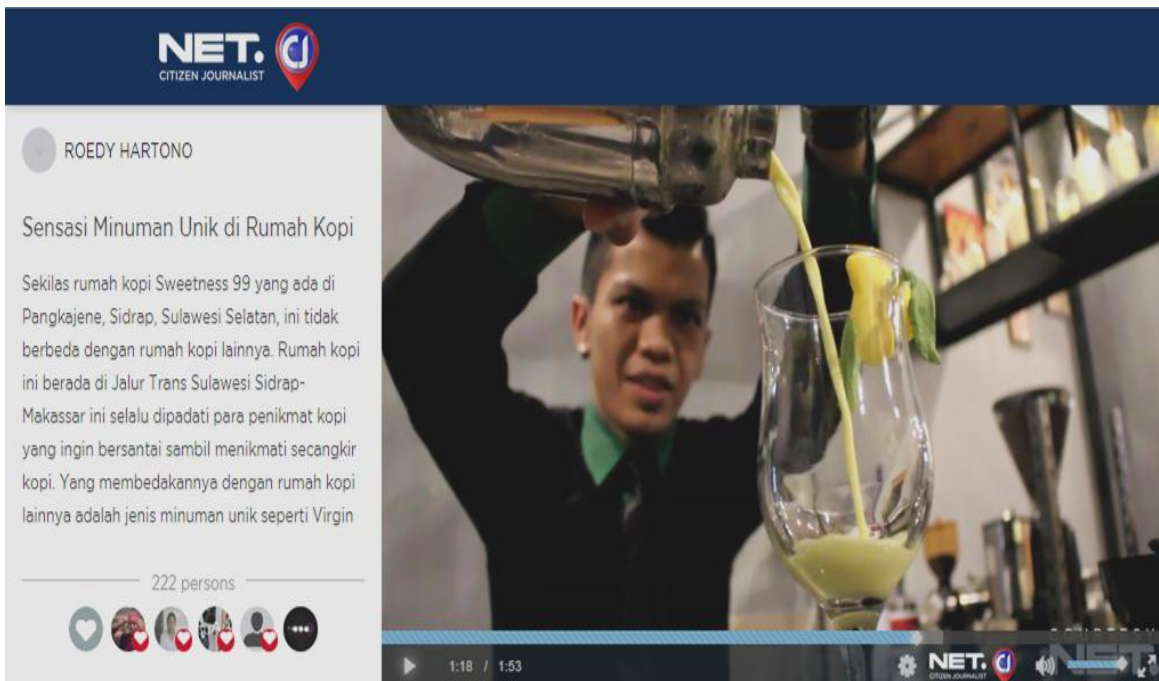 NET. CJ
CITIZEN JOURNALIST
ROEDY HARTONO
Sensasi Minuman Unik di Rumah Kopi
Sekilas rumah kopi Sweetness 99 yang ada di
Pangkajene, Sidrap, Sulawesi Selatan, ini tidak
berbeda dengan rumah kopi lainnya. Rumah kopi
ini berada di Jalur Trans Sulawesi Sidrap-
Makassar ini selalu dipadati para penikmat kopi
yang ingin bersantai sambil menikmati secangkir
kopi. Yang membedakannya dengan rumah kopi
lainnya adalah jenis minuman unik seperti Virgin
222 persons
1:18 / 1:53
NET. CJ
CITIZEN JOURNALIST
NET